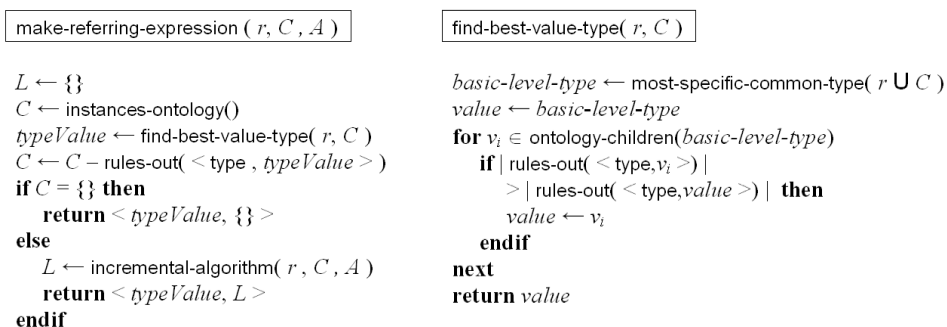 make-referring-expression ( r, C , A )
L ← {}
C ← instances-ontology()
typeValue ← find-best-value-type( r, C )
C ← C − rules-out( < type , typeValue > )
if C = {} then
return < typeValue, {} >
else
L ← incremental-algorithm( r , C , A )
return < typeValue, L >
endif
find-best-value-type( r, C )
basic-level-type ← most-specific-common-type( r ∪ C )
value ← basic-level-type
for vᵢ ∈ ontology-children(basic-level-type)
if | rules-out( < type,vᵢ >) |
> | rules-out( < type,value >) | then
value ← vᵢ
endif
next
return value